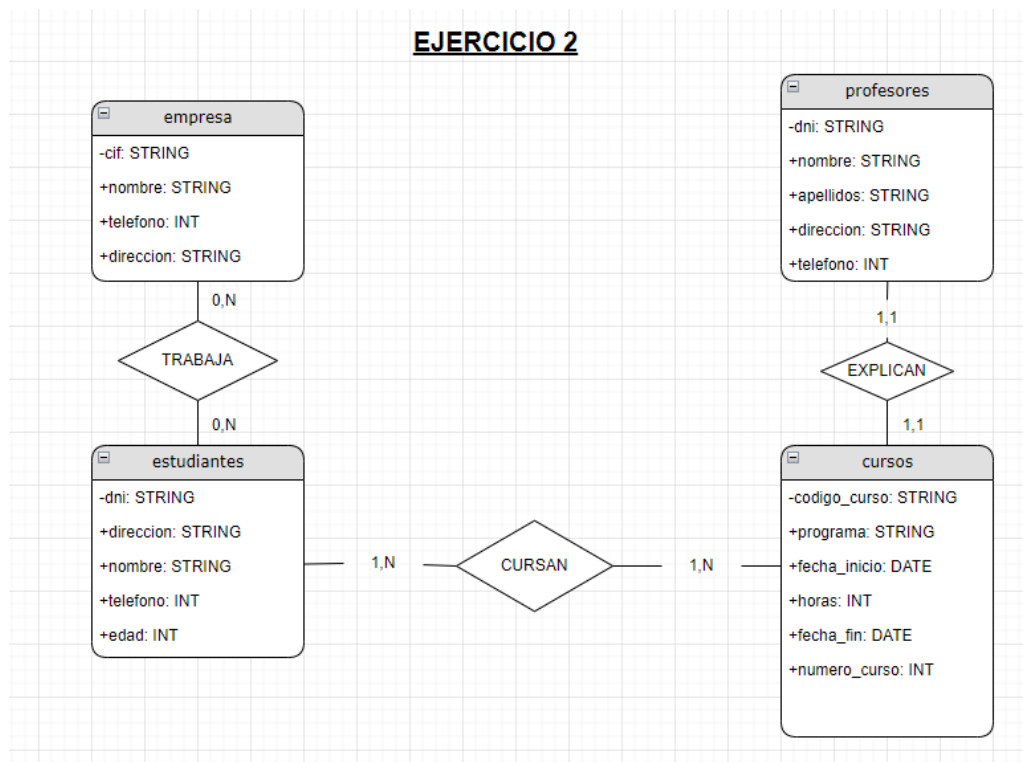 EJERCICIO 2
empresa
-cif: STRING
+nombre: STRING
+telefono: INT
+direccion: STRING
0,N
TRABAJA
0,N
estudiantes
-dni: STRING
+direccion: STRING
+nombre: STRING
+telefono: INT
+edad: INT
1,N
CURSAN
1,N
profesores
-dni: STRING
+nombre: STRING
+apellidos: STRING
+direccion: STRING
+telefono: INT
1,1
EXPLICAN
1,1
cursos
-codigo_curso: STRING
+programa: STRING
+fecha_inicio: DATE
+horas: INT
+fecha_fin: DATE
+numero_curso: INT